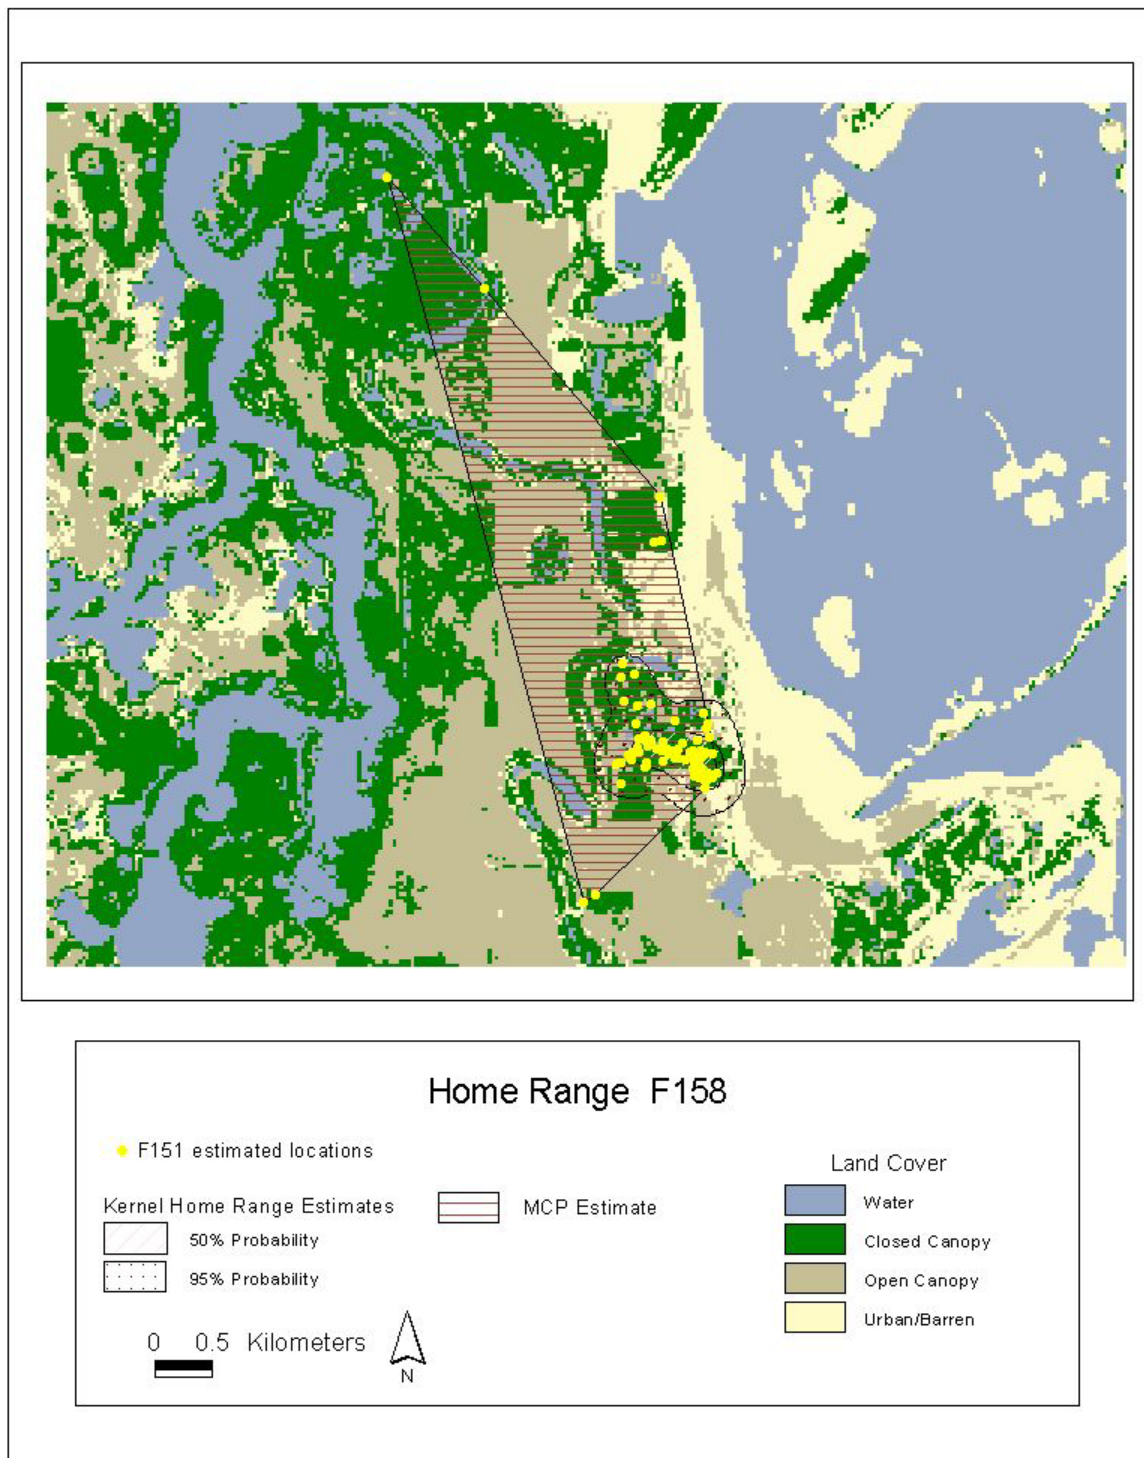 Home Range F158
F151 estimated locations
Kernel Home Range Estimates
50% Probability
95% Probability
MCP Estimate
Land Cover
Water
Closed Canopy
Open Canopy
Urban/Barren
0 0.5 Kilometers
N